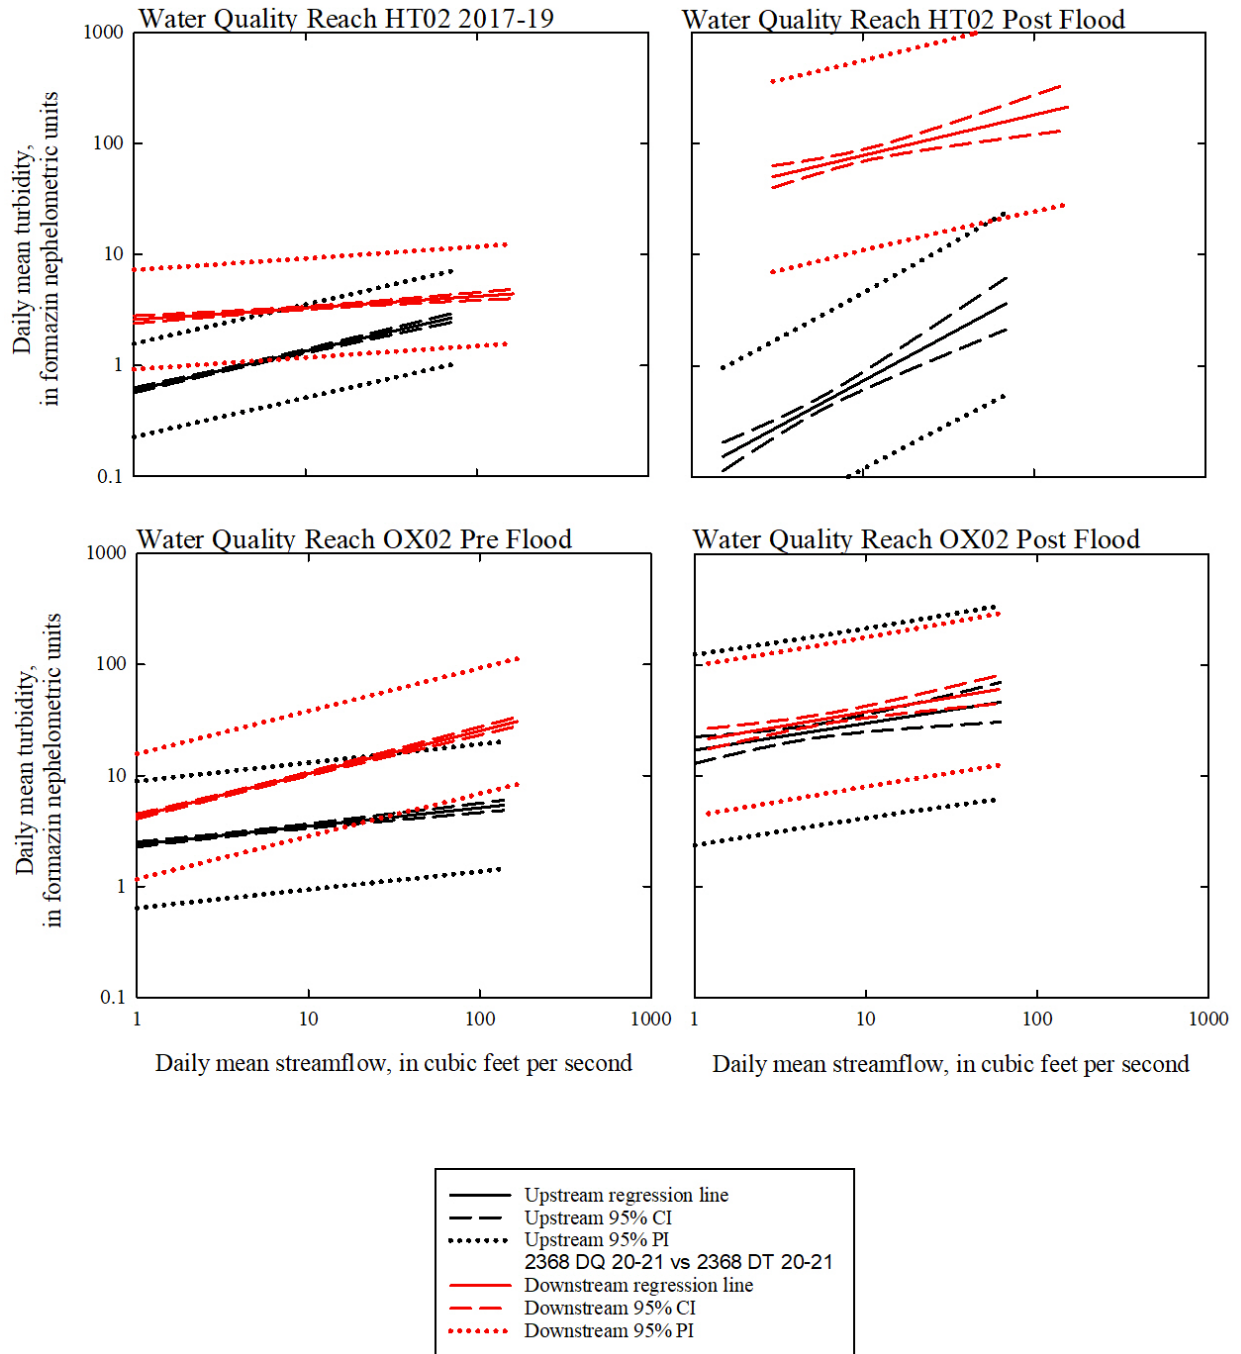 Water Quality Reach HT02 2017-19
Water Quality Reach HT02 Post Flood
1000
100
10
1
0.1
Daily mean turbidity,
in formazin nephelometric units
Water Quality Reach OX02 Pre Flood
Water Quality Reach OX02 Post Flood
1000
100
10
1
0.1
Daily mean turbidity,
in formazin nephelometric units
1 10 100 1000
1 10 100 1000
Daily mean streamflow, in cubic feet per second
Daily mean streamflow, in cubic feet per second
Upstream regression line
Upstream 95% CI
Upstream 95% PI
2368 DQ 20-21 vs 2368 DT 20-21
Downstream regression line
Downstream 95% CI
Downstream 95% PI